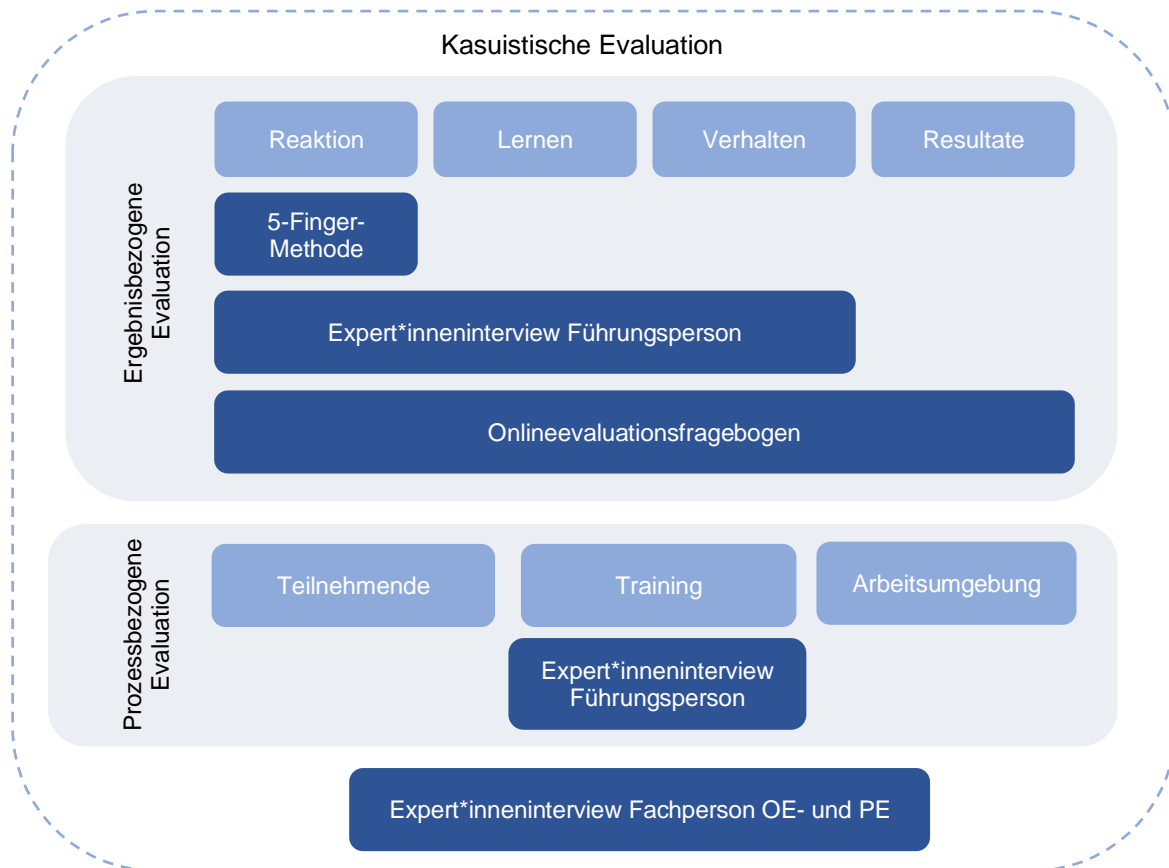 Kasuistische Evaluation
Ergebnisbezogene
Evaluation
Reaktion
Lernen
Verhalten
Resultate
5-Finger-
Methode
Expert*inneninterview Führungsperson
Onlineevaluationsfragebogen
Prozessbezogene
Evaluation
Teilnehmende
Training
Arbeitsumgebung
Expert*inneninterview
Führungsperson
Expert*inneninterview Fachperson OE- und PE